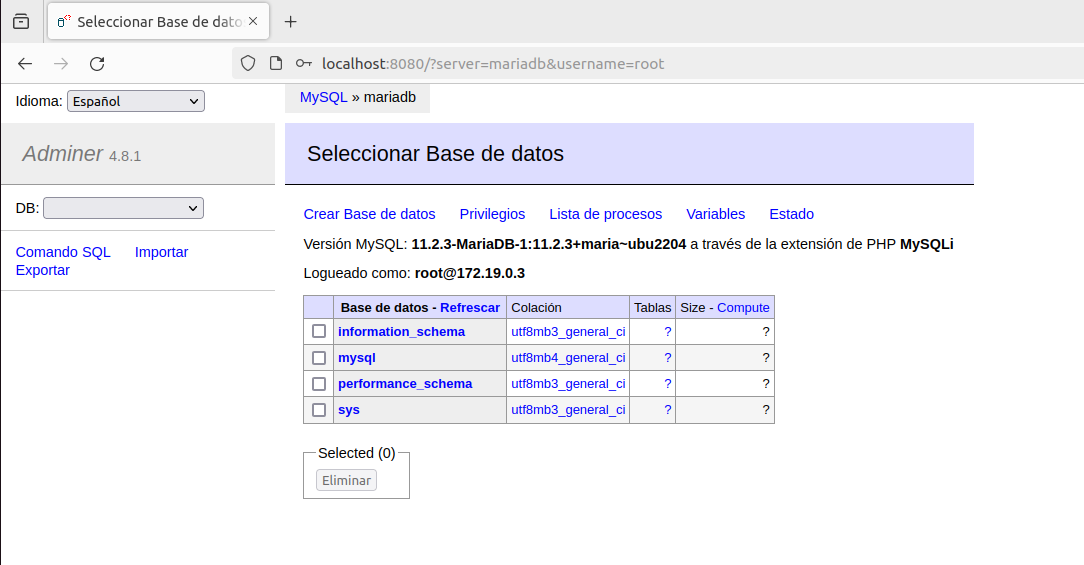 Seleccionar Base de dato
localhost:8080/?server=mariadb&username=root
Idioma: Español
MySQL » mariadb
Adminer 4.8.1
Seleccionar Base de datos
DB:
Crear Base de datos Privilegios Lista de procesos Variables Estado
Comando SQL Importar
Exportar
Versión MySQL: 11.2.3-MariaDB-1:11.2.3+maria~ubu2204 a través de la extensión de PHP MySQLi
Logueado como: root@172.19.0.3
Base de datos - Refrescar Colación Tablas Size - Compute
information_schema utf8mb3_general_ci ? ?
mysql utf8mb4_general_ci ? ?
performance_schema utf8mb3_general_ci ? ?
sys utf8mb3_general_ci ? ?
Selected (0)
Eliminar